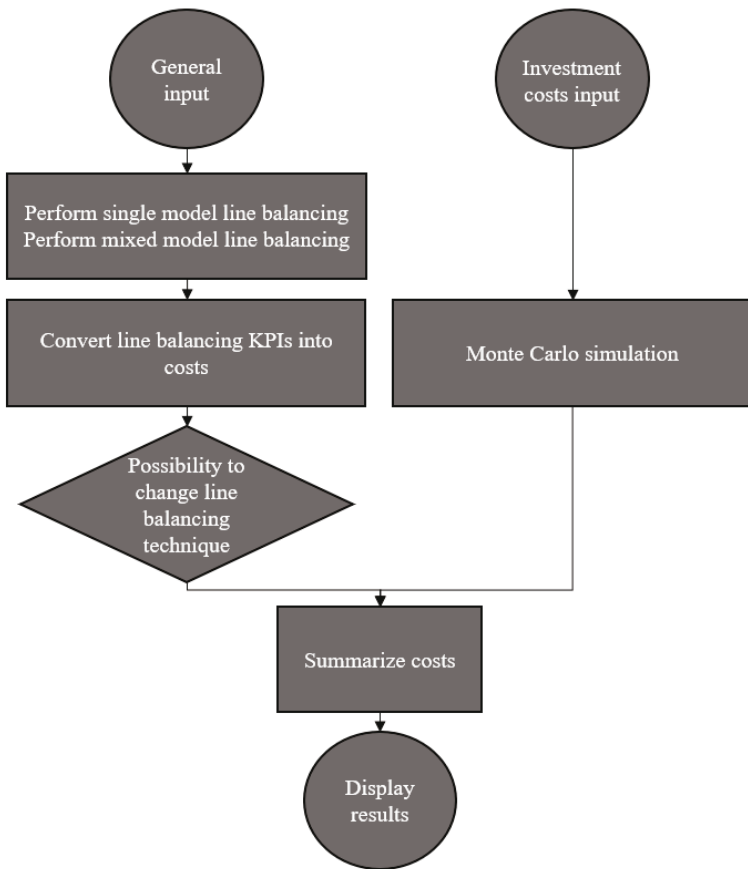 General
input
Investment
costs input
Perform single model line balancing
Perform mixed model line balancing
Convert line balancing KPIs into
costs
Monte Carlo simulation
Possibility to
change line
balancing
technique
Summarize costs
Display
results